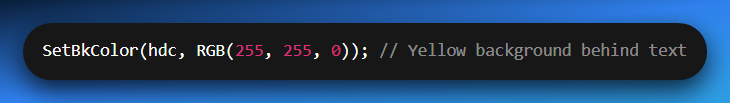 SetBkColor(hdc, RGB(255, 255, 0)); // Yellow background behind text